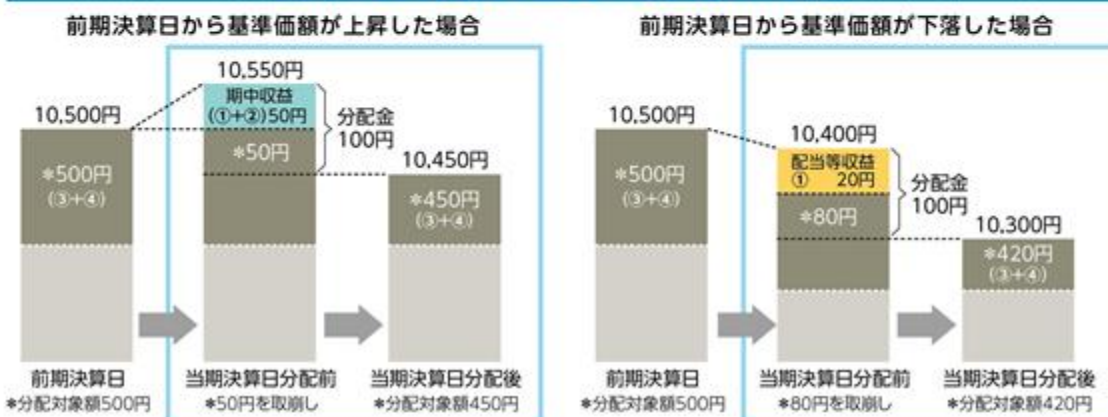 前期決算日から基準価額が上昇した場合
10,550円
10,500円
期中収益
(①+②)50円
分配金
100円
*50円
10,450円
*500円
(③+④)
*450円
(③+④)
前期決算日
当期決算日分配前
当期決算日分配後
*分配対象額500円
*50円を取崩し
*分配対象額450円
前期決算日から基準価額が下落した場合
10,500円
10,400円
配当等収益
① 20円
分配金
100円
*500円
(③+④)
*80円
10,300円
*420円
(③+④)
前期決算日
当期決算日分配前
当期決算日分配後
*分配対象額500円
*80円を取崩し
*分配対象額420円